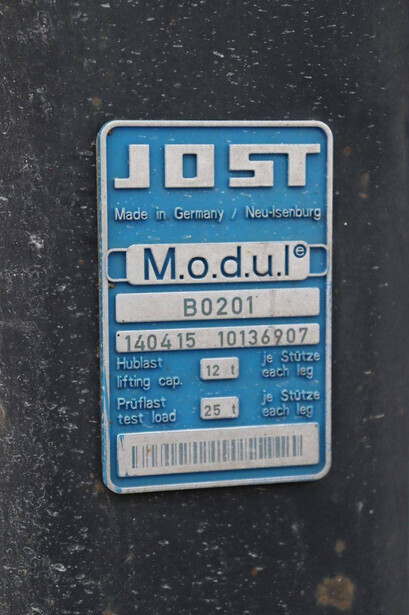 JOST
Made in Germany / Neu-Isenburg
M.o.d.u.l®
B0201
140415 10136907
Hublast 12 t je Stütze
lifting cap. each leg
Prüflast 25 t je Stütze
test load each leg